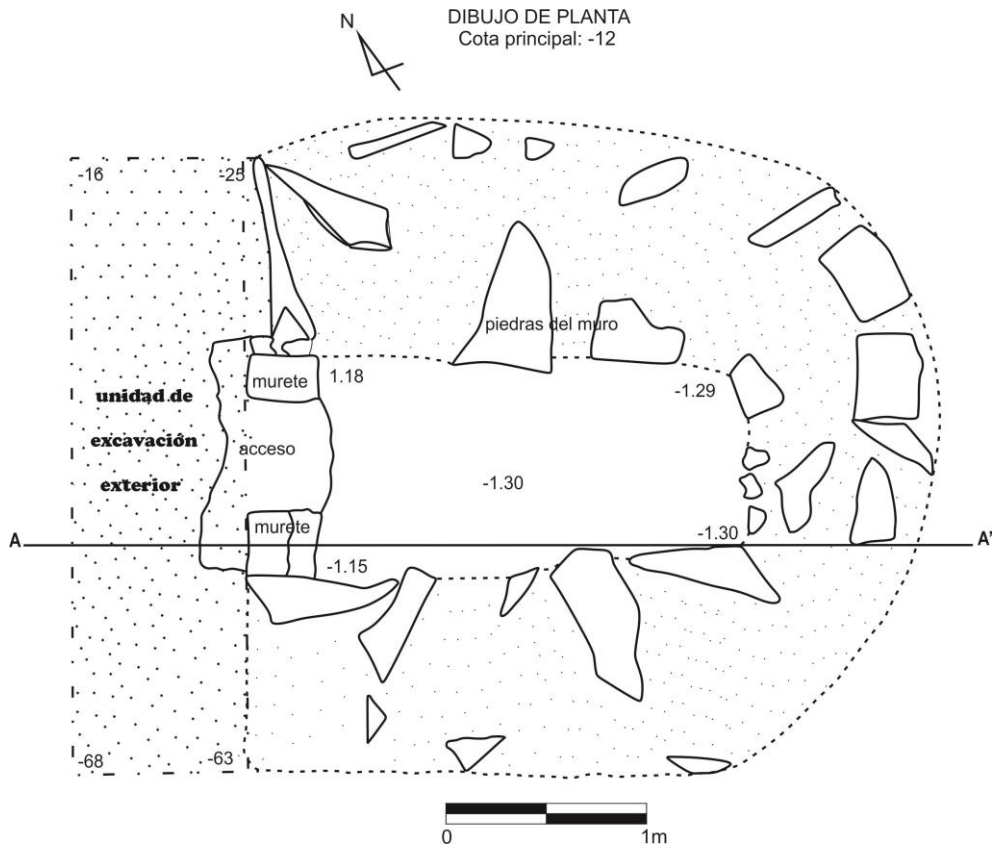 DIBUJO DE PLANTA
Cota principal: -12
N
-16
-25
piedras del muro
murete
1.18
-1.29
unidad de
excavación
exterior
acceso
-1.30
murete
-1.30
A
A'
-1.15
-68
-63
0
1m